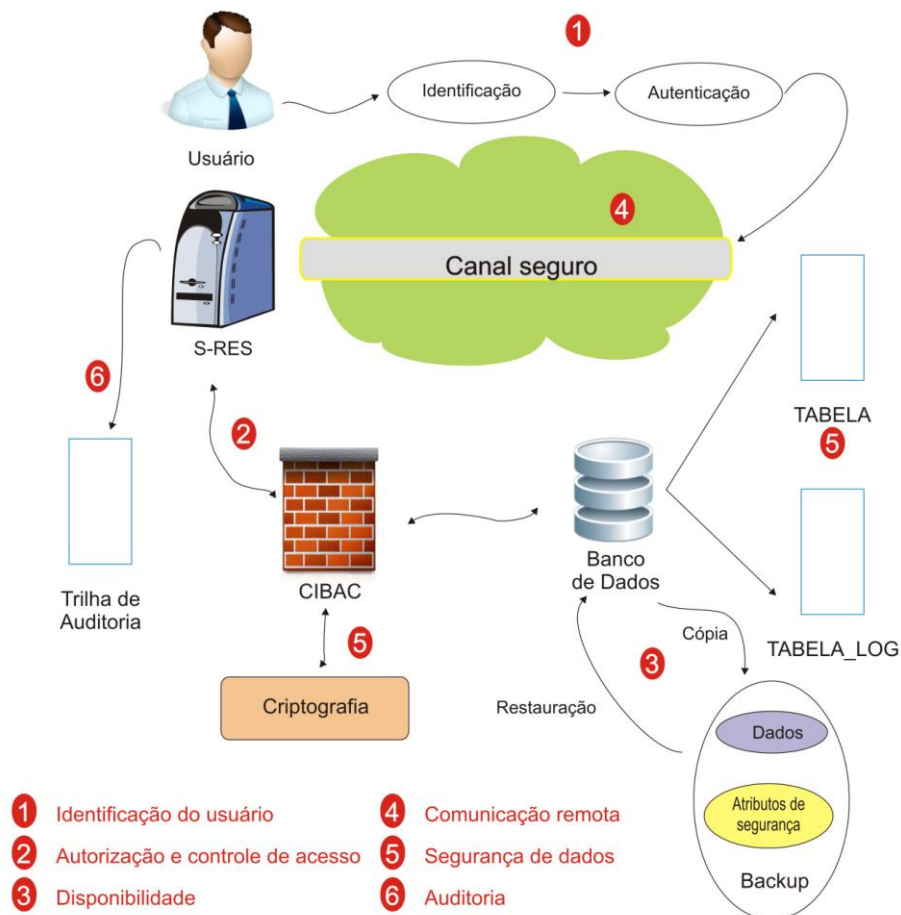 1
Identificação
Autenticação
Usuário
4
Canal seguro
S-RES
6
2
TABELA
5
Trilha de
Auditoria
CIBAC
Banco
de Dados
5
Cópia
TABELA_LOG
3
Restauração
Criptografia
Dados
Atributos de
segurança
Backup
1 Identificação do usuário
2 Autorização e controle de acesso
3 Disponibilidade
4 Comunicação remota
5 Segurança de dados
6 Auditoria